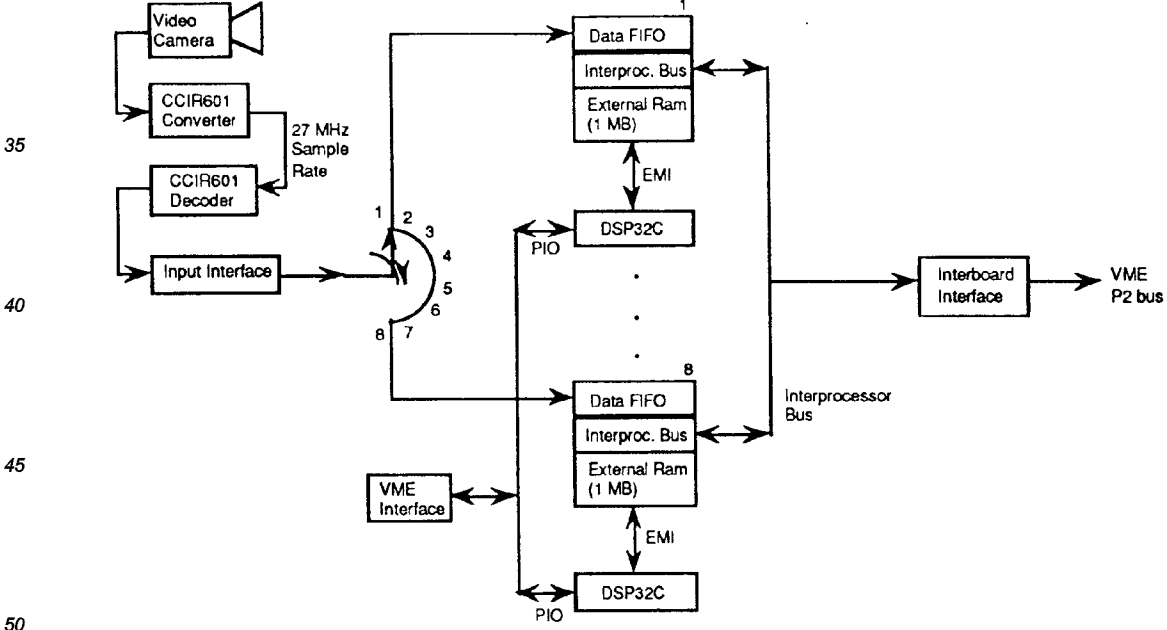 Video
Camera
CCIR601
Converter
27 MHz
Sample
Rate
CCIR601
Decoder
Input Interface
1
2
3
4
5
6
7
8
1
Data FIFO
Interproc. Bus
External Ram
(1 MB)
EMI
DSP32C
PIO
8
Data FIFO
Interproc. Bus
External Ram
(1 MB)
EMI
DSP32C
PIO
VME
Interface
Interprocessor
Bus
Interboard
Interface
VME
P2 bus
35
40
45
50